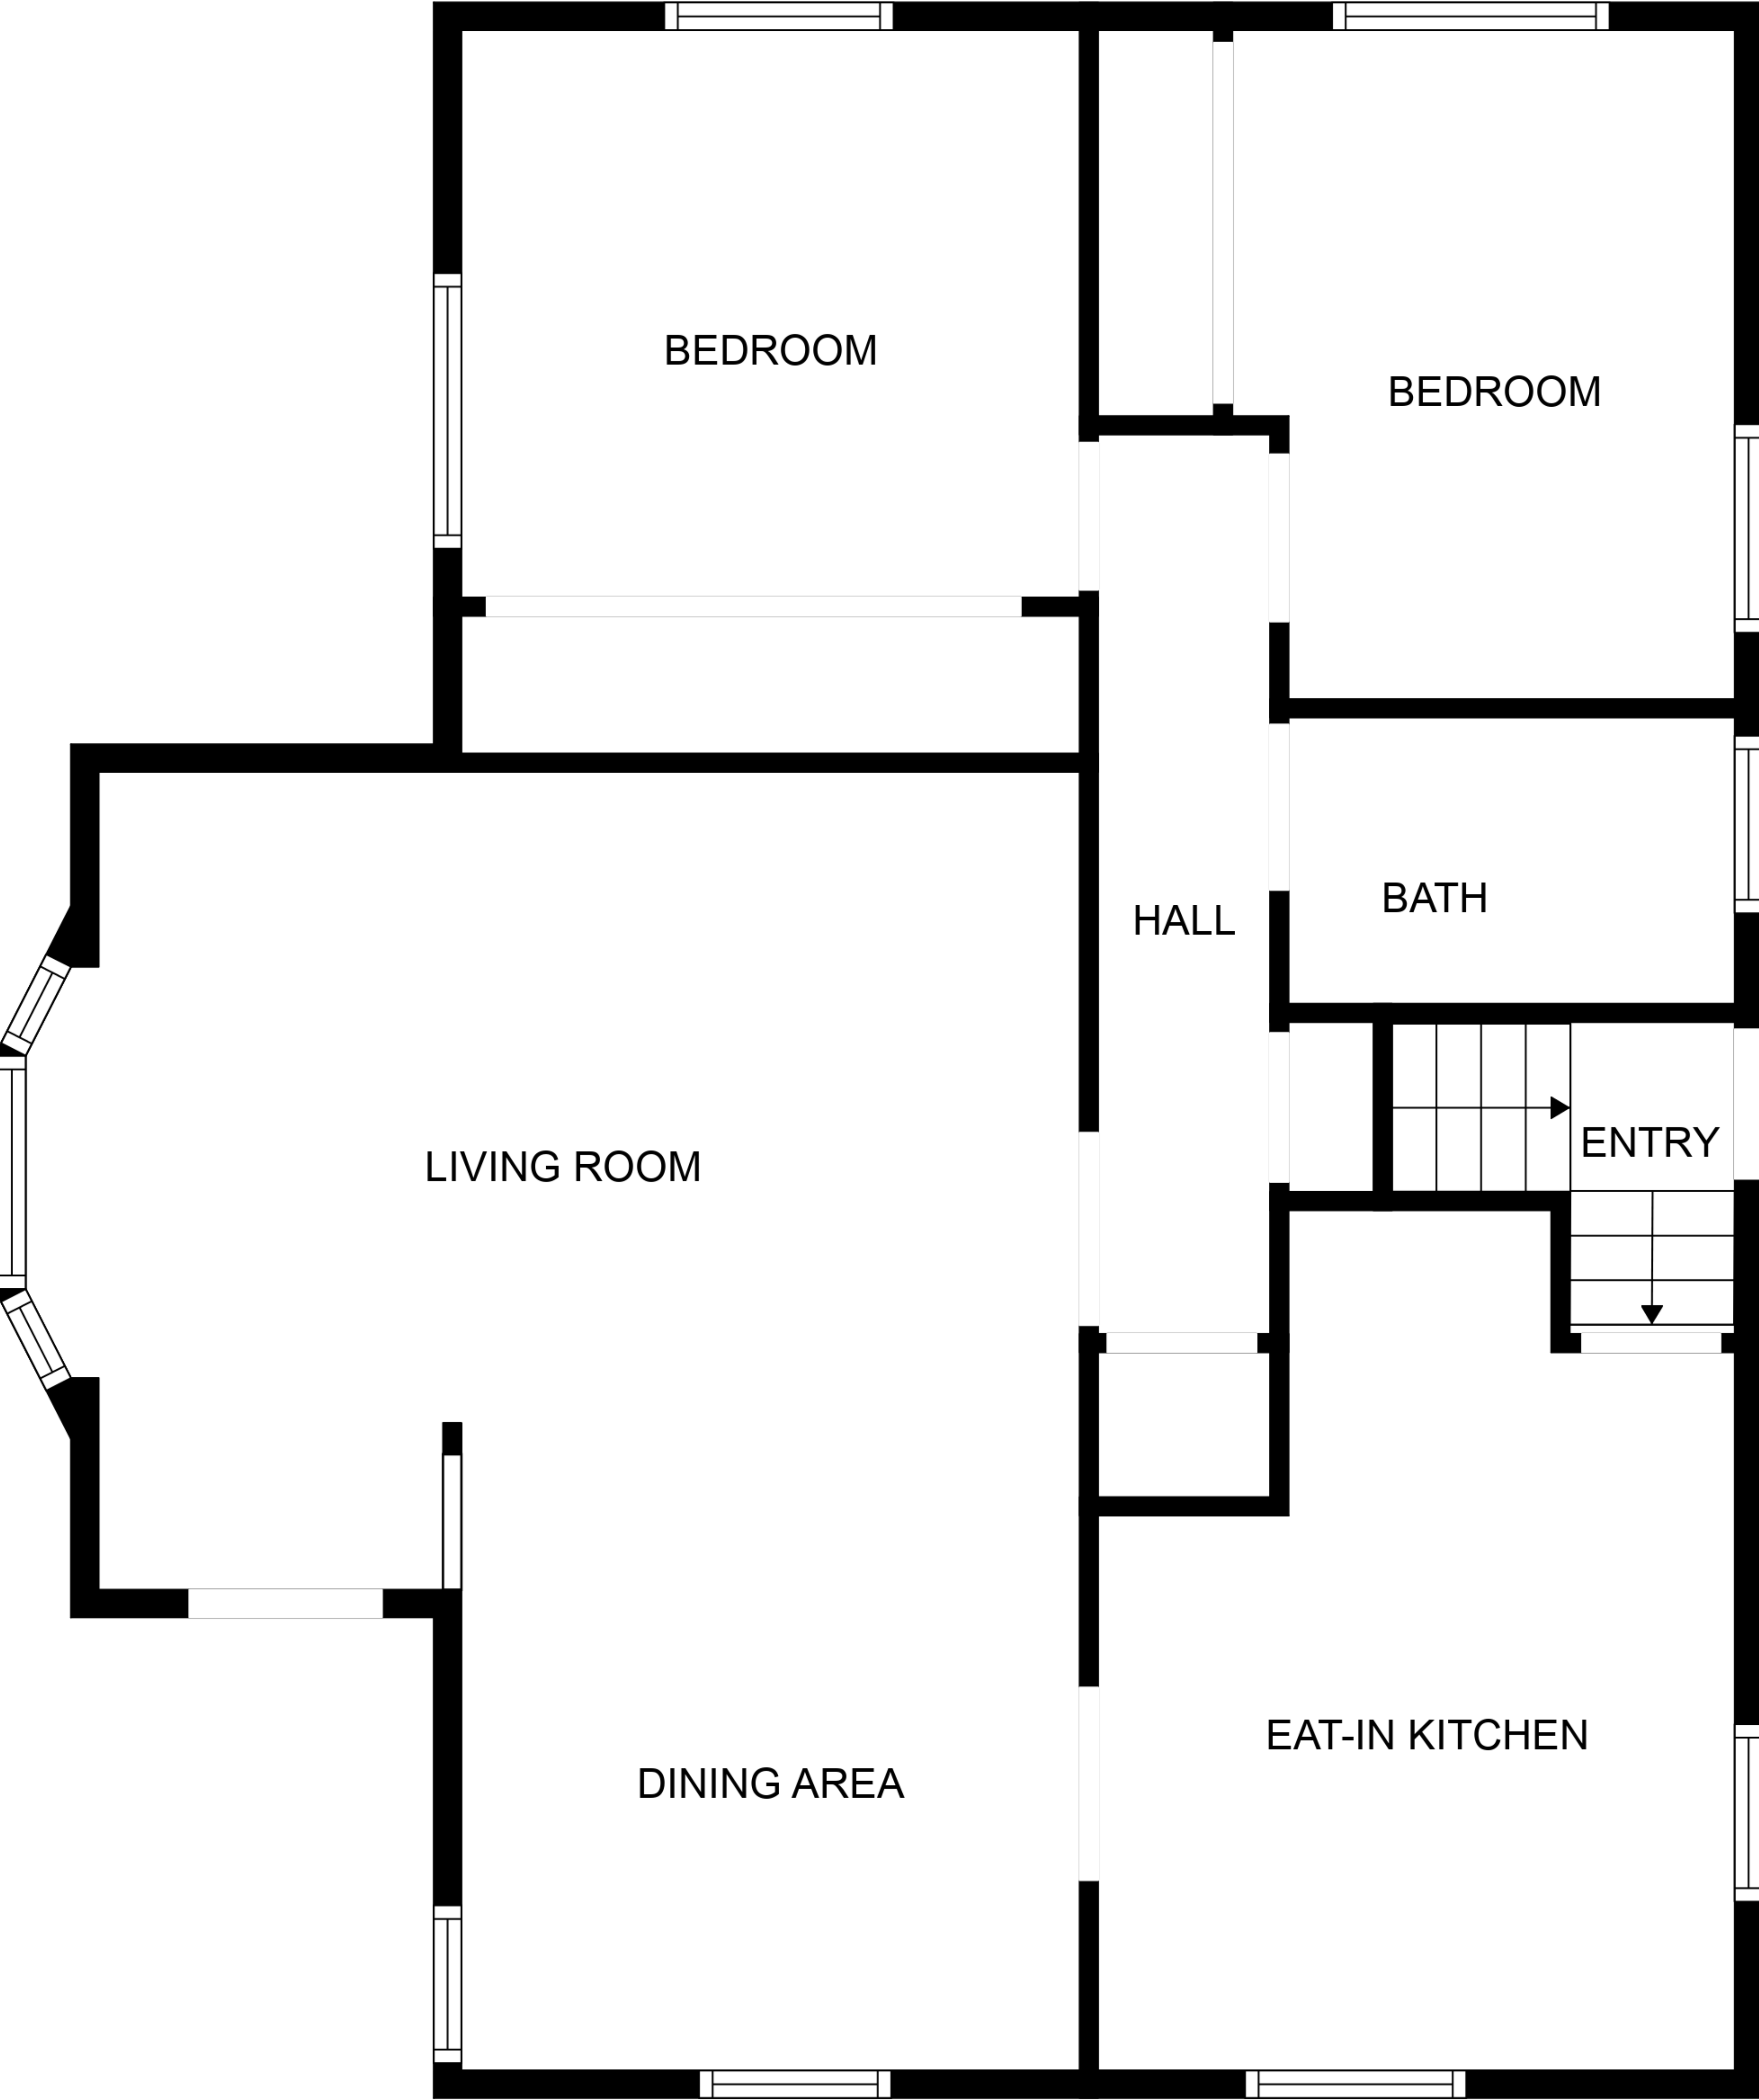 BEDROOM
BEDROOM
BATH
HALL
ENTRY
LIVING ROOM
EAT-IN KITCHEN
DINING AREA